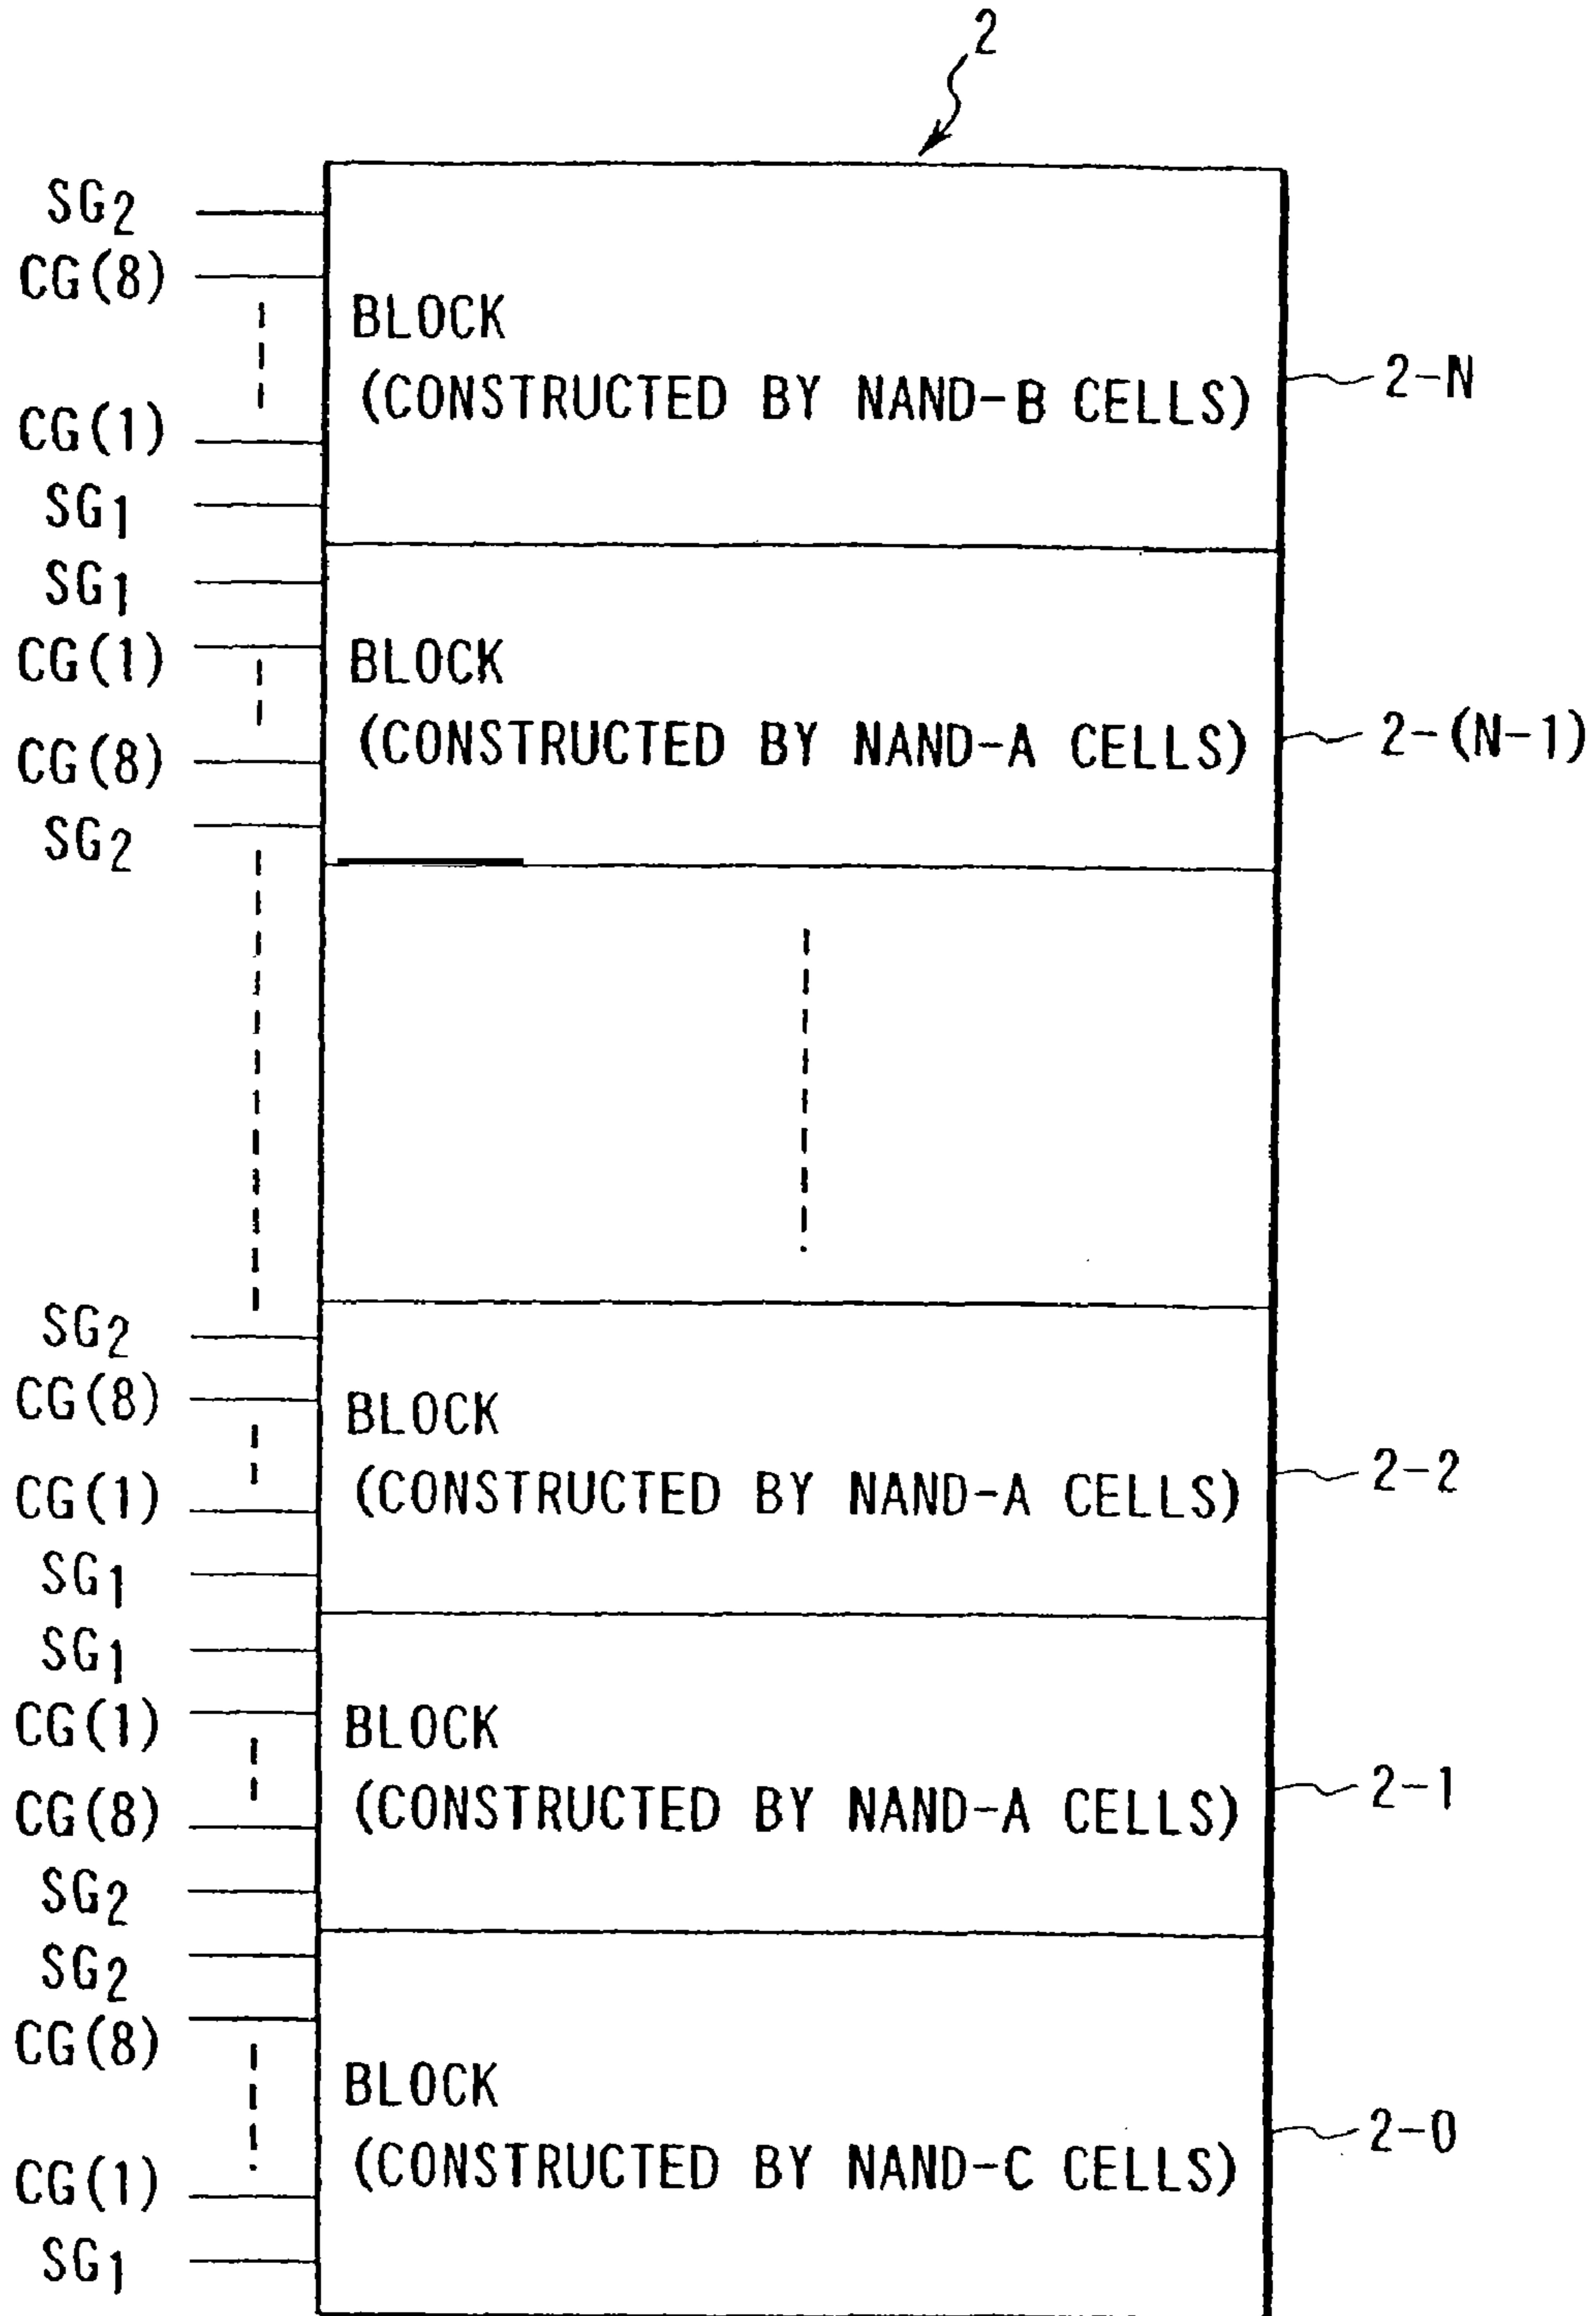 2
SG2
CG(8)
BLOCK
(CONSTRUCTED BY NAND-B CELLS)
2-N
CG(1)
SG1
SG1
CG(1)
BLOCK
(CONSTRUCTED BY NAND-A CELLS)
2-(N-1)
CG(8)
SG2
SG2
CG(8)
BLOCK
(CONSTRUCTED BY NAND-A CELLS)
2-2
CG(1)
SG1
SG1
CG(1)
BLOCK
(CONSTRUCTED BY NAND-A CELLS)
2-1
CG(8)
SG2
SG2
CG(8)
BLOCK
(CONSTRUCTED BY NAND-C CELLS)
2-0
CG(1)
SG1